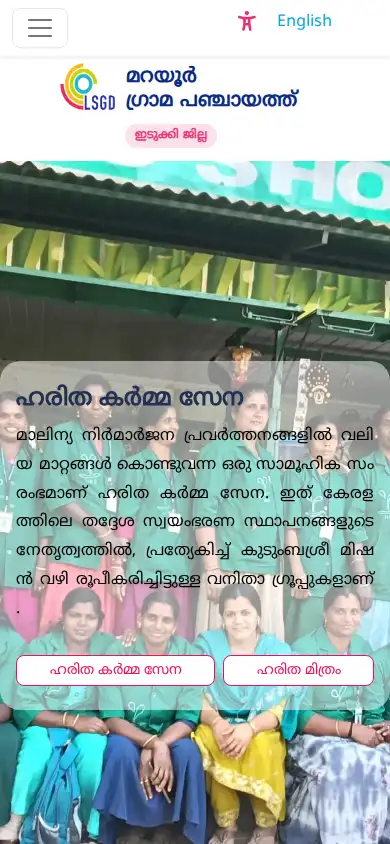 English
LSGD
മറയൂർ
ഗ്രാമ പഞ്ചായത്ത്
ഇടുക്കി ജില്ല
SHO
ഹരിത കർമ്മ സേന
മാലിന്യ നിർമാർജന പ്രവർത്തനങ്ങളിൽ വലി
യ മാറ്റങ്ങൾ കൊണ്ടുവന്ന ഒരു സാമൂഹിക സം
രംഭമാണ് ഹരിത കർമ്മ സേന. ഇത് കേരള
ത്തിലെ തദ്ദേശ സ്വയംഭരണ സ്ഥാപനങ്ങളുടെ
നേതൃത്വത്തിൽ, പ്രത്യേകിച്ച് കുടുംബശ്രീ മിഷ
ൻ വഴി രൂപീകരിച്ചിട്ടുള്ള വനിതാ ഗ്രൂപ്പുകളാണ്
.
ഹരിത കർമ്മ സേന
ഹരിത മിത്രം